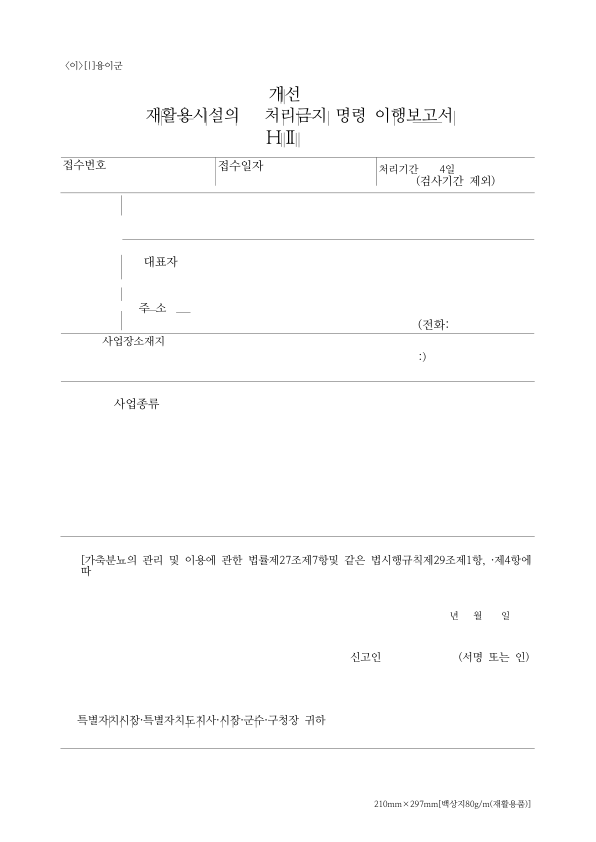 〈이〉[ㅣ]융이군
개선
재활용시설의 처리금지 명령 이행보고서
HⅡ
접수번호 접수일자 처리기간 4일
(검사기간 제외)
대표자
주 소
(전화:
사업장소재지
:)
사업종류
[가축분뇨의 관리 및 이용에 관한 법률제27조제7항및 같은 법시행규칙제29조제1항, ·제4항에
따
년 월 일
신고인 (서명 또는 인)
특별자치시장·특별자치도지사·시장·군수·구청장 귀하
210mm×297mm[백상지80g/m(재활용품)]